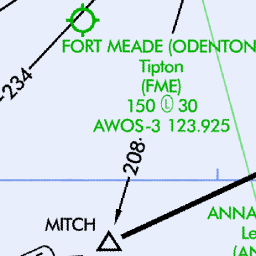 FORT MEADE (ODENTON
Tipton
(FME)
150 Ⓛ 30
AWOS-3 123.925
234
208
MITCH
ANNA
Le
(AN